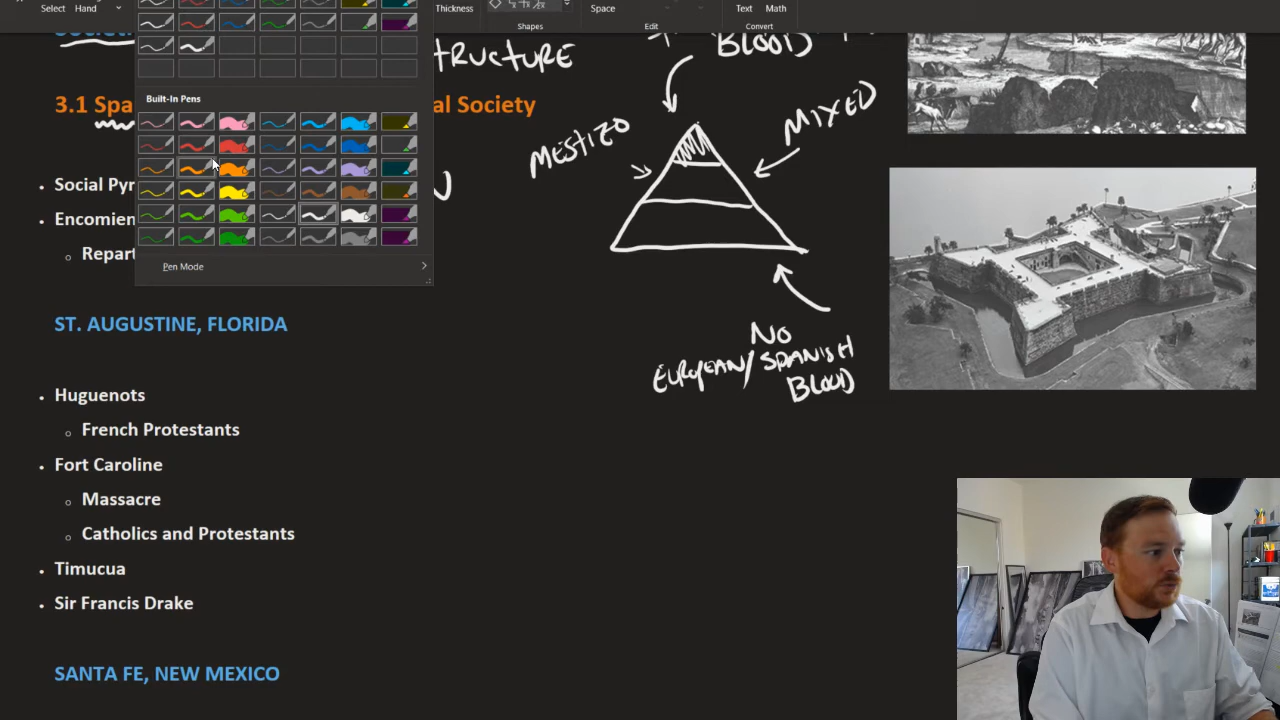 Select Hand Thickness Shapes Space Edit Text Math Convert
STRUCTURE
BLOOD
Built-In Pens
3.1 Spa al Society
MESTIZO
MIXED
Social Pyr
Encomien
Repart
Pen Mode
ST. AUGUSTINE, FLORIDA
NO
EUROPEAN/SPANISH
BLOOD
Huguenots
French Protestants
Fort Caroline
Massacre
Catholics and Protestants
Timucua
Sir Francis Drake
SANTA FE, NEW MEXICO